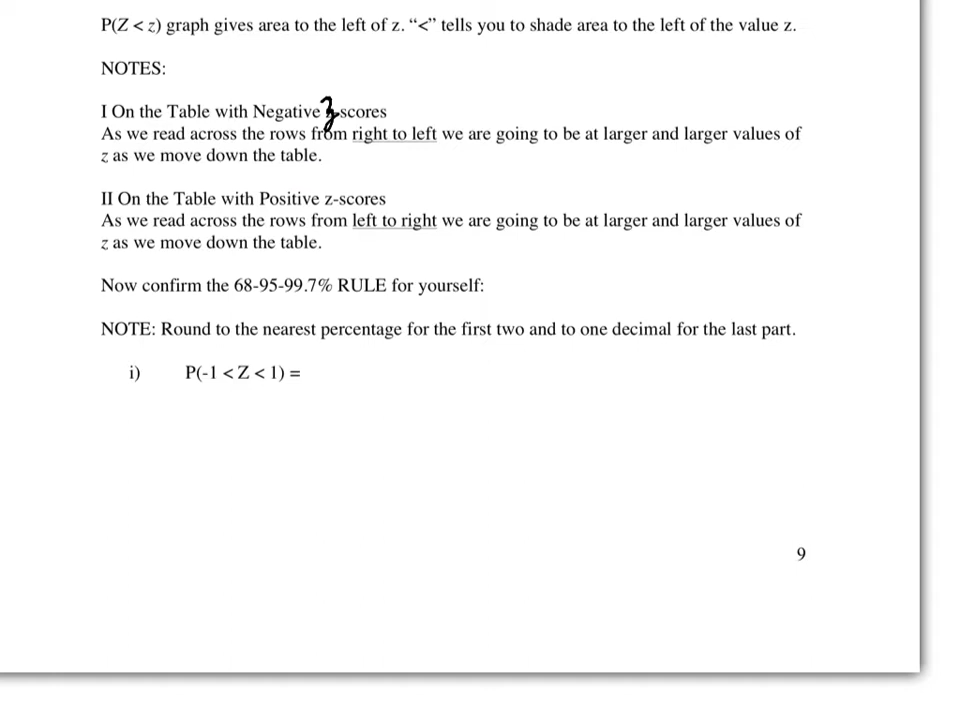 P(Z < z) graph gives area to the left of z. “<” tells you to shade area to the left of the value z.
NOTES:
I On the Table with Negative z-scores
As we read across the rows from right to left we are going to be at larger and larger values of
z as we move down the table.
II On the Table with Positive z-scores
As we read across the rows from left to right we are going to be at larger and larger values of
z as we move down the table.
Now confirm the 68-95-99.7% RULE for yourself:
NOTE: Round to the nearest percentage for the first two and to one decimal for the last part.
i) P(-1 < Z < 1) =
9